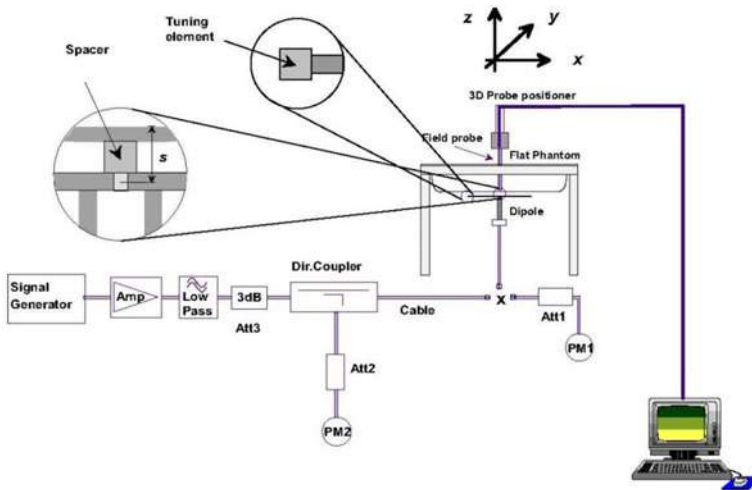 Tuning
element
Spacer
s
z
y
x
3D Probe positioner
Field probe
Flat Phantom
Dipole
Signal
Generator
Amp
Low
Pass
3dB
Att3
Dir.Coupler
Cable
x
Att1
PM1
Att2
PM2